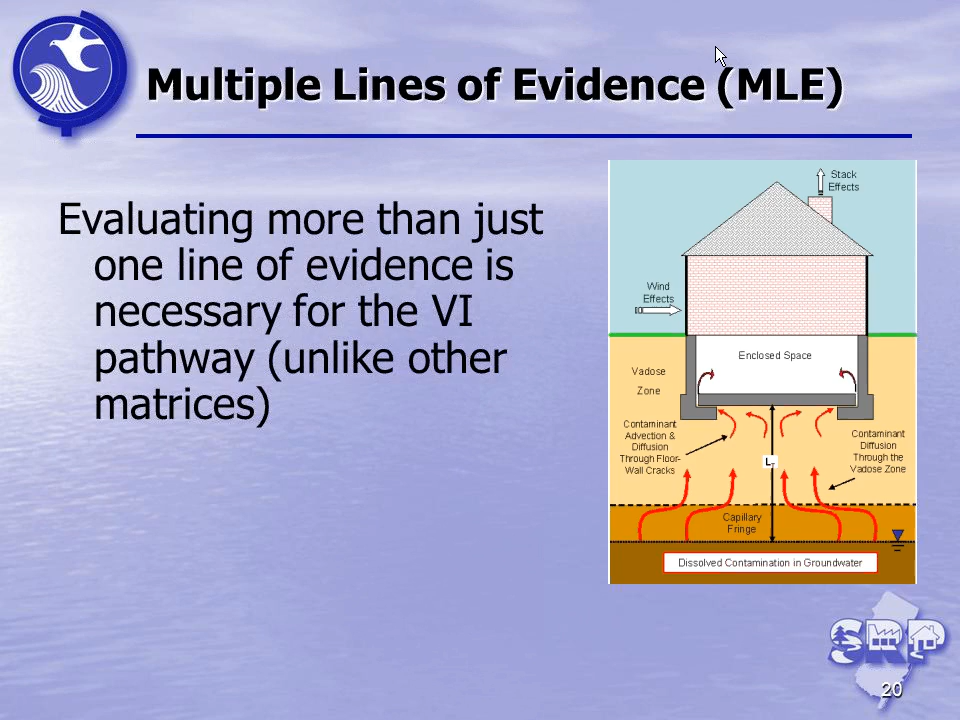 Multiple Lines of Evidence (MLE)
Evaluating more than just
one line of evidence is
necessary for the VI
pathway (unlike other
matrices)
Stack
Effects
Wind
Effects
Enclosed Space
Vadose
Zone
Contaminant
Advection &
Diffusion
Through Floor-
Wall Cracks
Contaminant
Diffusion
Through the
Vadose Zone
LT
Capillary
Fringe
Dissolved Contamination in Groundwater
SRP
20